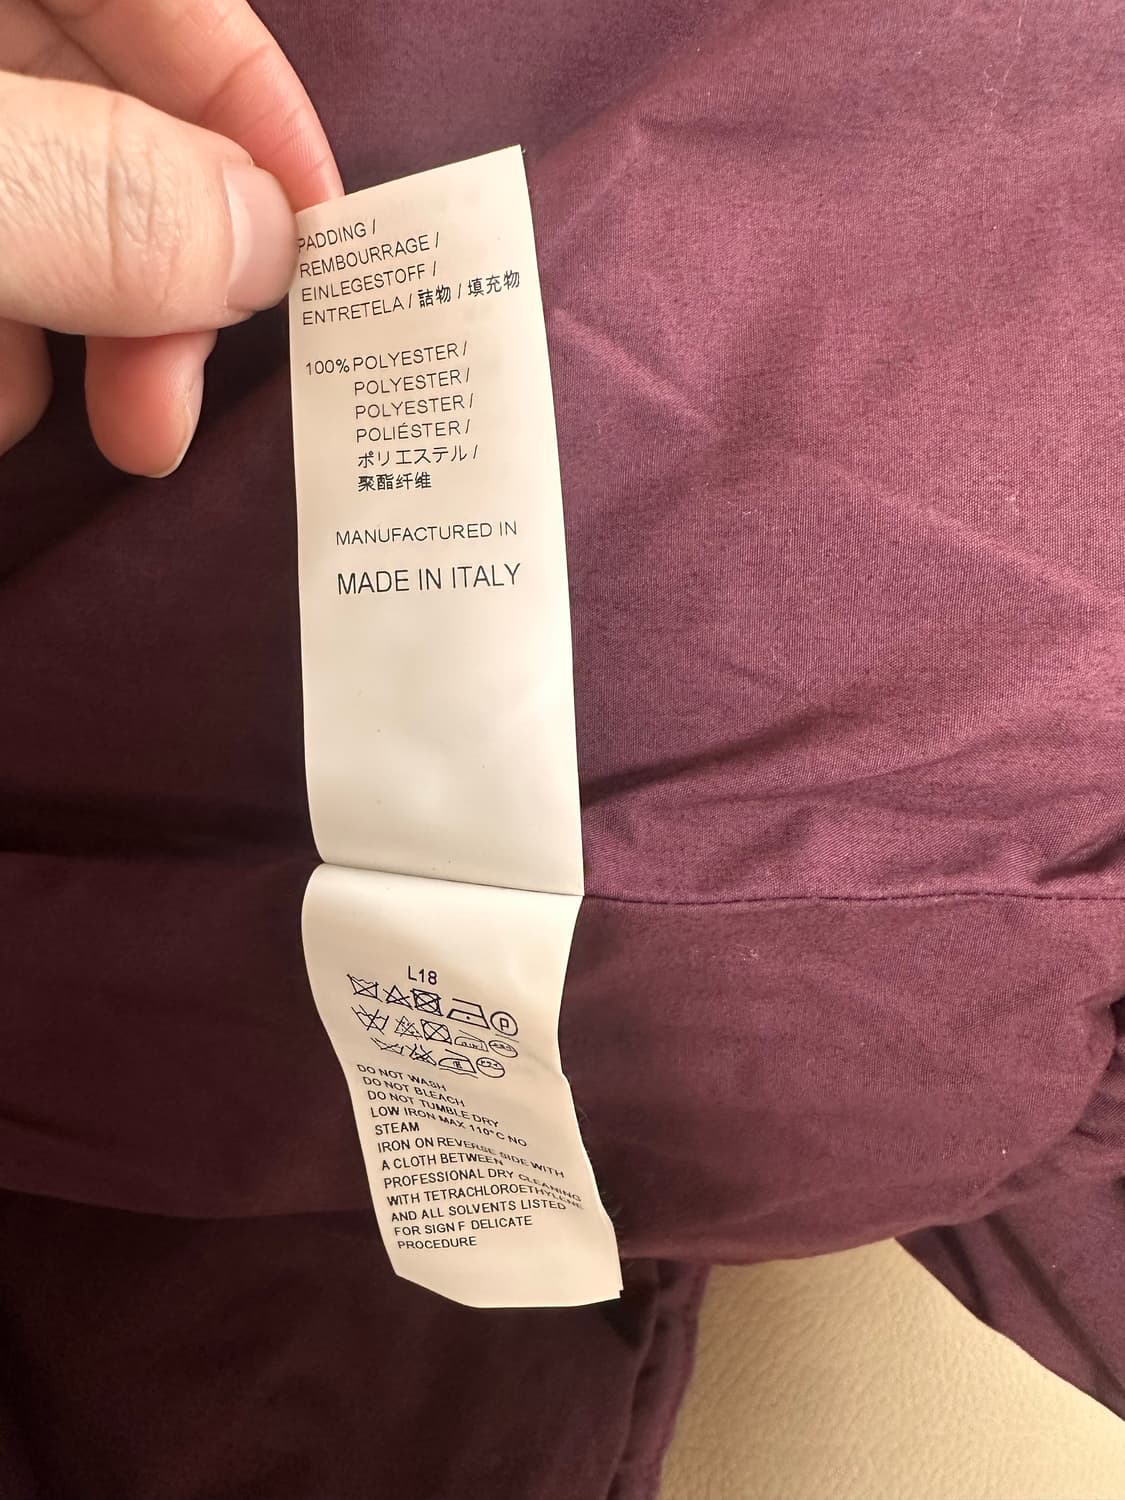 PADDING /
REMBOURRAGE /
EINLEGESTOFF /
ENTRETELA / 詰物 / 填充物
100% POLYESTER /
POLYESTER /
POLYESTER /
POLIÉSTER /
ポリエステル /
聚酯纤维
MANUFACTURED IN
MADE IN ITALY
L18
P
DO NOT WASH
DO NOT BLEACH
DO NOT TUMBLE DRY
LOW IRON MAX 110°C NO
STEAM
IRON ON REVERSE SIDE WITH
A CLOTH BETWEEN
PROFESSIONAL DRY CLEANING
WITH TETRACHLOROETHYLENE
AND ALL SOLVENTS LISTED
FOR SIGN F DELICATE
PROCEDURE